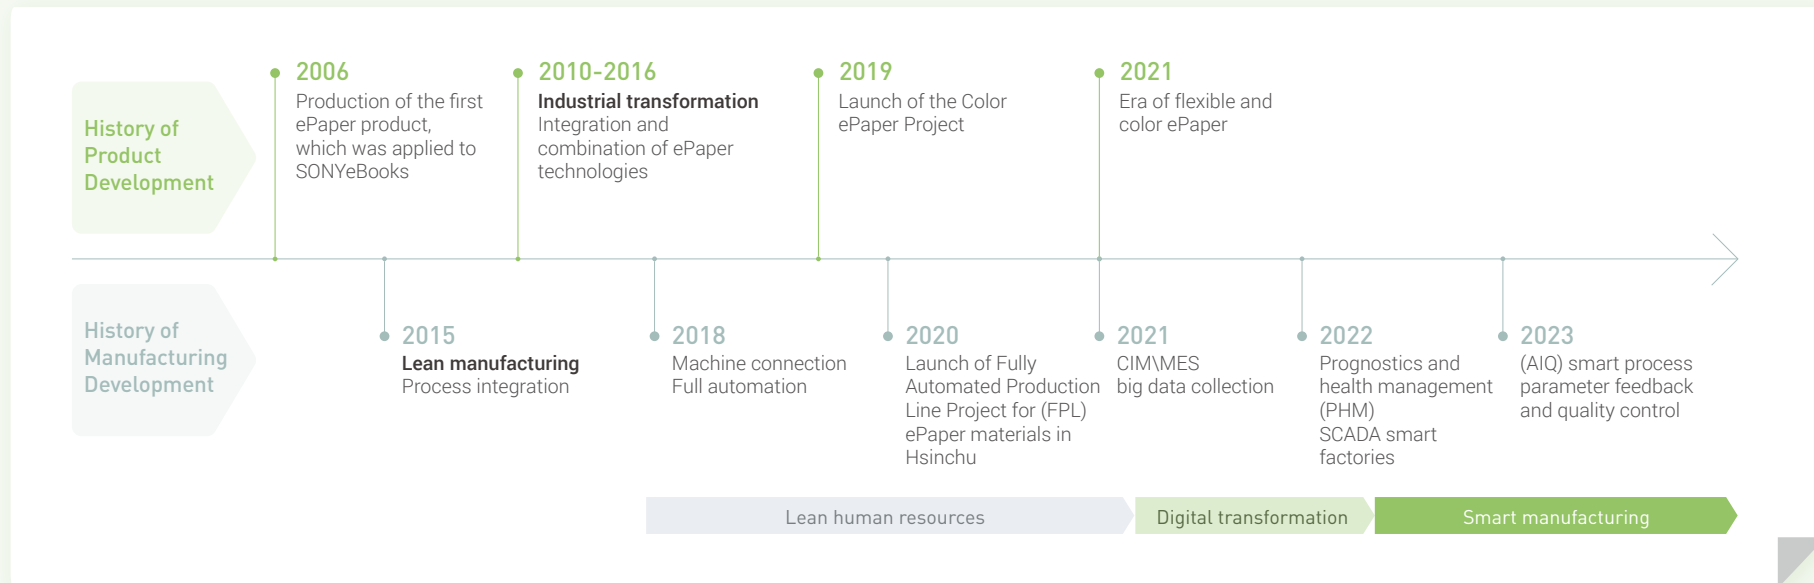 History of
Product
Development
2006
Production of the first
ePaper product,
which was applied to
SONYeBooks
2010-2016
Industrial transformation
Integration and
combination of ePaper
technologies
2019
Launch of the Color
ePaper Project
2021
Era of flexible and
color ePaper
History of
Manufacturing
Development
2015
Lean manufacturing
Process integration
2018
Machine connection
Full automation
2020
Launch of Fully
Automated Production
Line Project for (FPL)
ePaper materials in
Hsinchu
2021
CIM\MES
big data collection
2022
Prognostics and
health management
(PHM)
SCADA smart
factories
2023
(AIQ) smart process
parameter feedback
and quality control
Lean human resources
Digital transformation
Smart manufacturing